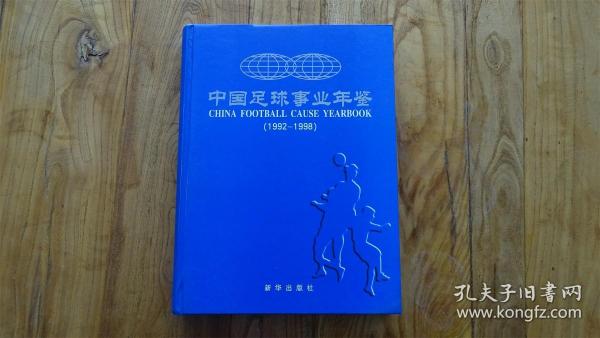 中国足球事业年鉴
CHINA FOOTBALL CAUSE YEARBOOK
(1992-1998)
新华出版社
孔夫子旧书网
www.kongfz.com